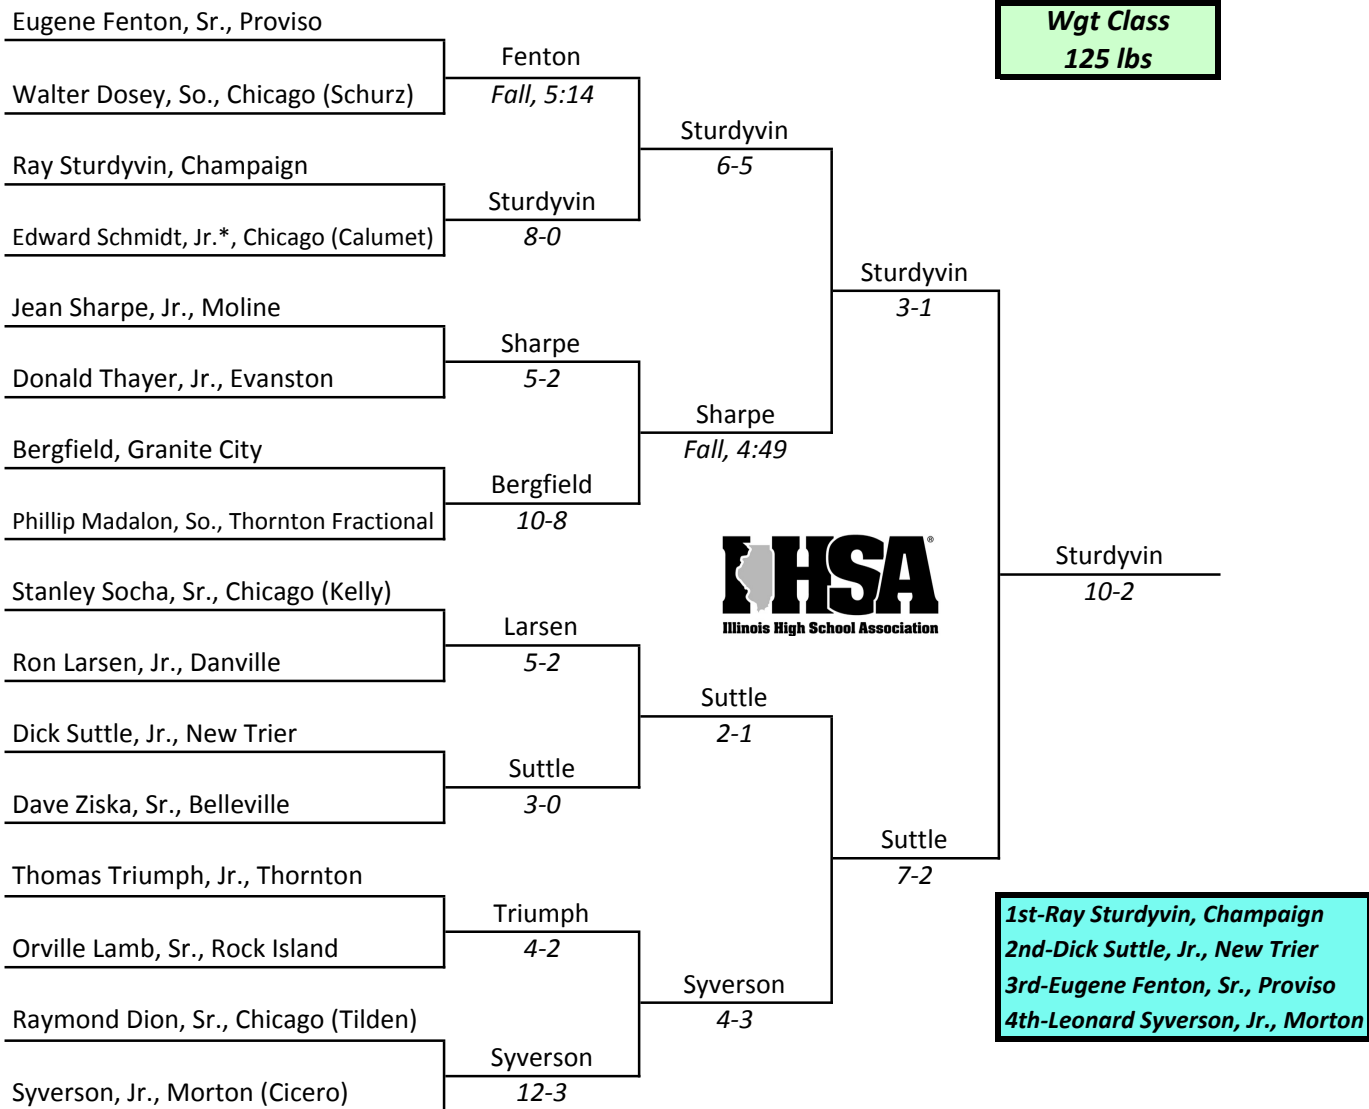 Eugene Fenton, Sr., Proviso
Walter Dosey, So., Chicago (Schurz)
Ray Sturdyvin, Champaign
Edward Schmidt, Jr.*, Chicago (Calumet)
Jean Sharpe, Jr., Moline
Donald Thayer, Jr., Evanston
Bergfield, Granite City
Phillip Madalon, So., Thornton Fractional
Stanley Socha, Sr., Chicago (Kelly)
Ron Larsen, Jr., Danville
Dick Suttle, Jr., New Trier
Dave Ziska, Sr., Belleville
Thomas Triumph, Jr., Thornton
Orville Lamb, Sr., Rock Island
Raymond Dion, Sr., Chicago (Tilden)
Syverson, Jr., Morton (Cicero)
Fenton
Fall, 5:14
Sturdyvin
8-0
Sharpe
5-2
Bergfield
10-8
Larsen
5-2
Suttle
3-0
Triumph
4-2
Syverson
12-3
Sturdyvin
6-5
Sharpe
Fall, 4:49
Suttle
2-1
Syverson
4-3
Sturdyvin
3-1
Suttle
7-2
Sturdyvin
10-2
Wgt Class
125 lbs
IHSA®
Illinois High School Association
1st-Ray Sturdyvin, Champaign
2nd-Dick Suttle, Jr., New Trier
3rd-Eugene Fenton, Sr., Proviso
4th-Leonard Syverson, Jr., Morton